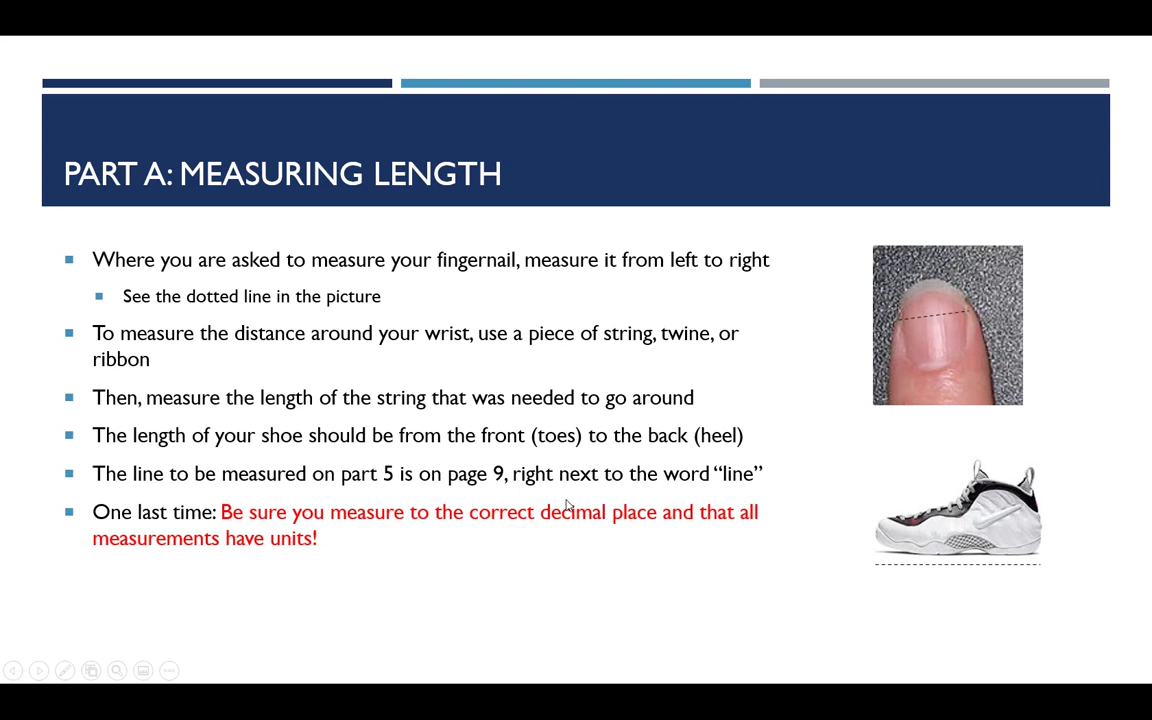 PART A: MEASURING LENGTH
Where you are asked to measure your fingernail, measure it from left to right
See the dotted line in the picture
To measure the distance around your wrist, use a piece of string, twine, or
ribbon
Then, measure the length of the string that was needed to go around
The length of your shoe should be from the front (toes) to the back (heel)
The line to be measured on part 5 is on page 9, right next to the word “line”
One last time: Be sure you measure to the correct decimal place and that all
measurements have units!